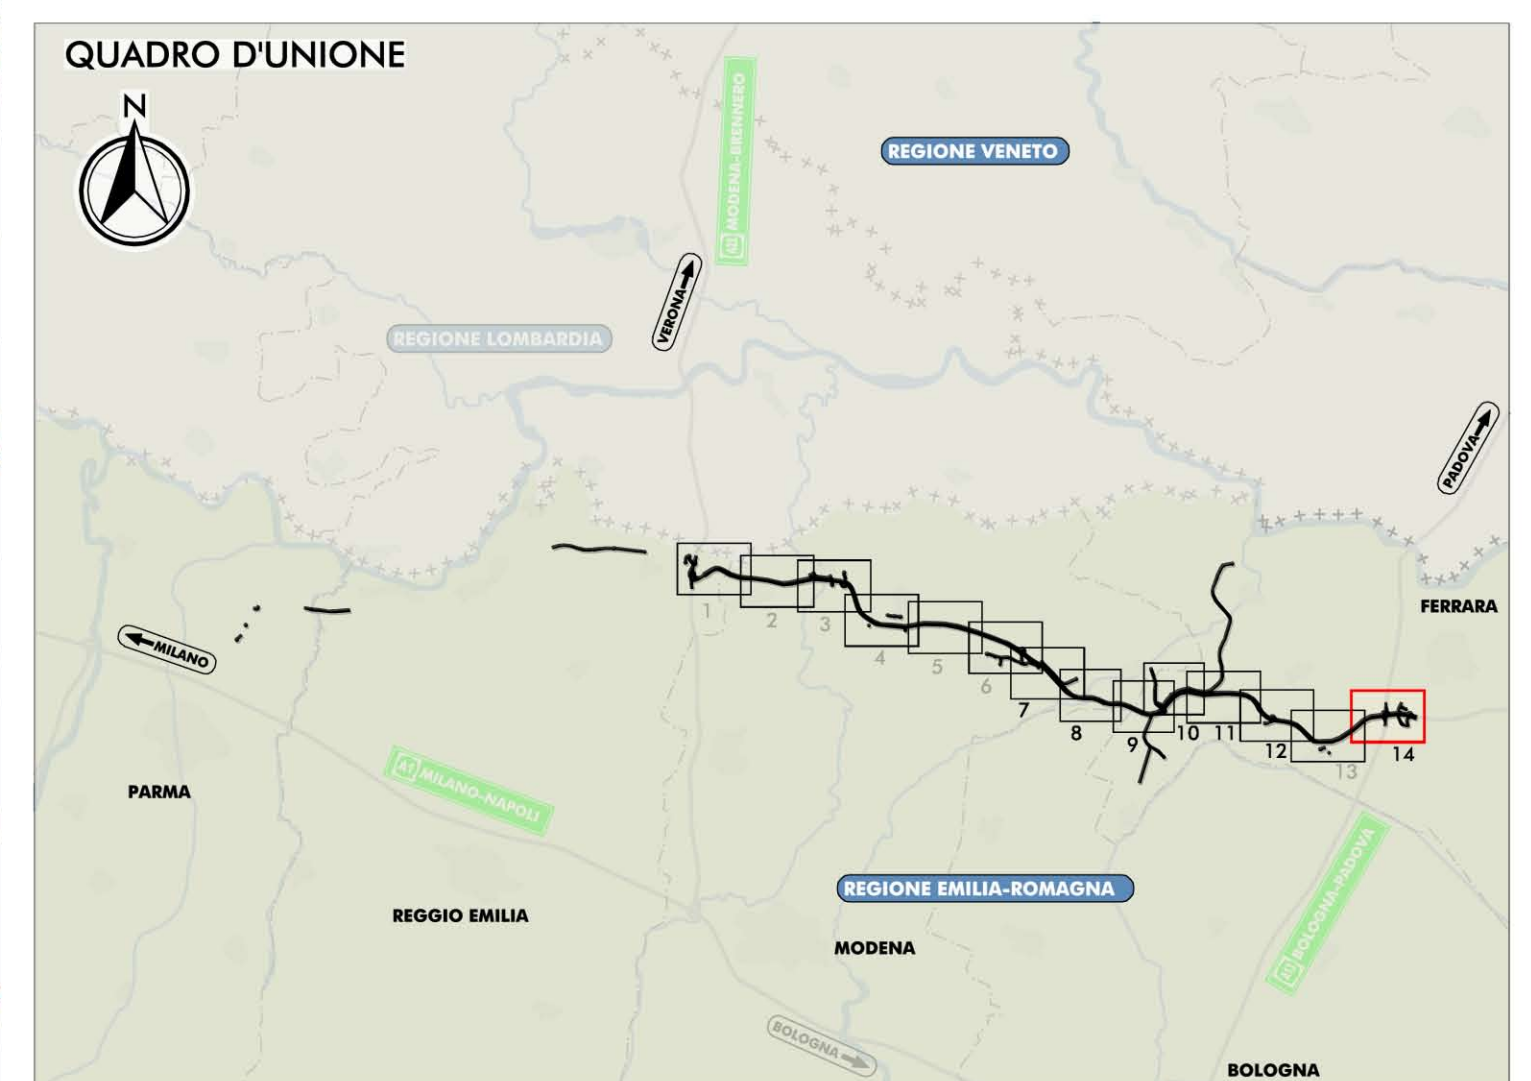 QUADRO D'UNIONE
N
A22 MODENA-BRENNERO
REGIONE VENETO
VERONA
REGIONE LOMBARDIA
PADOVA
FERRARA
MILANO
1
2
3
4
5
6
7
8
9
10
11
12
13
14
A1 MILANO-NAPOLI
PARMA
BOLOGNA-PADOVA
REGIONE EMILIA-ROMAGNA
REGGIO EMILIA
MODENA
BOLOGNA
BOLOGNA